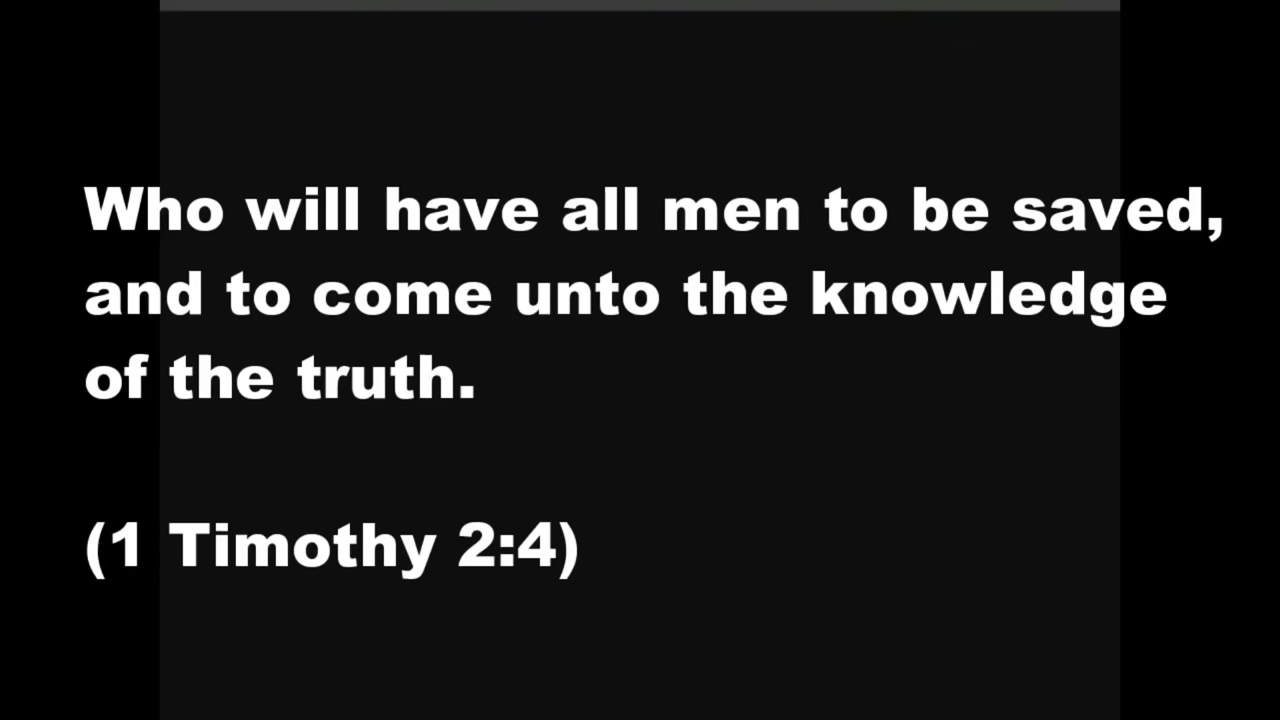 Who will have all men to be saved,
and to come unto the knowledge
of the truth.
(1 Timothy 2:4)